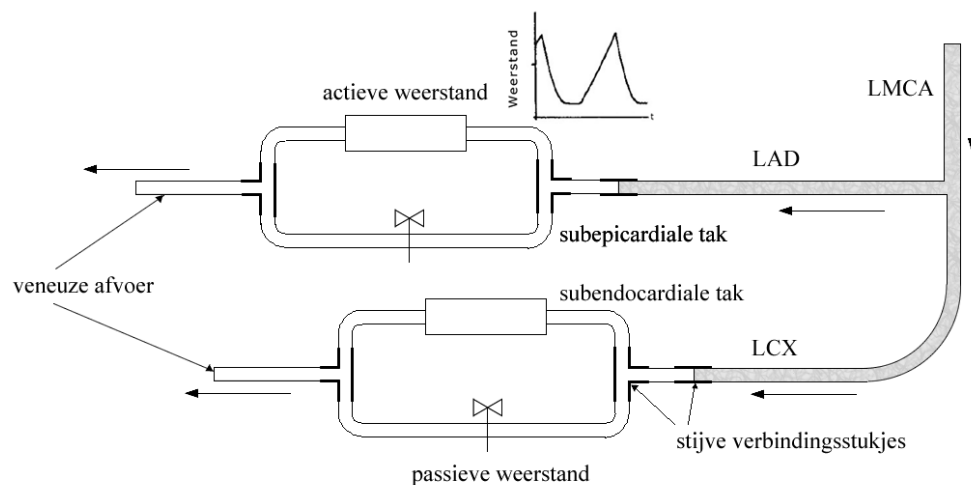 Weerstand
t
actieve weerstand
LMCA
LAD
subepicardiale tak
veneuze afvoer
subendocardiale tak
LCX
stijve verbindingsstukjes
passieve weerstand